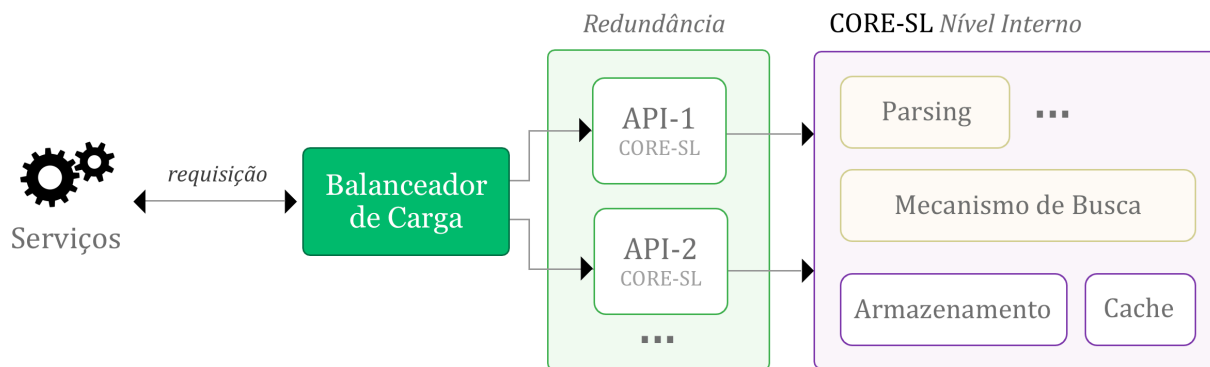 Redundância
CORE-SL Nível Interno
API-1
CORE-SL
Parsing
...
requisição
Balanceador
de Carga
Serviços
Mecanismo de Busca
API-2
CORE-SL
...
Armazenamento
Cache